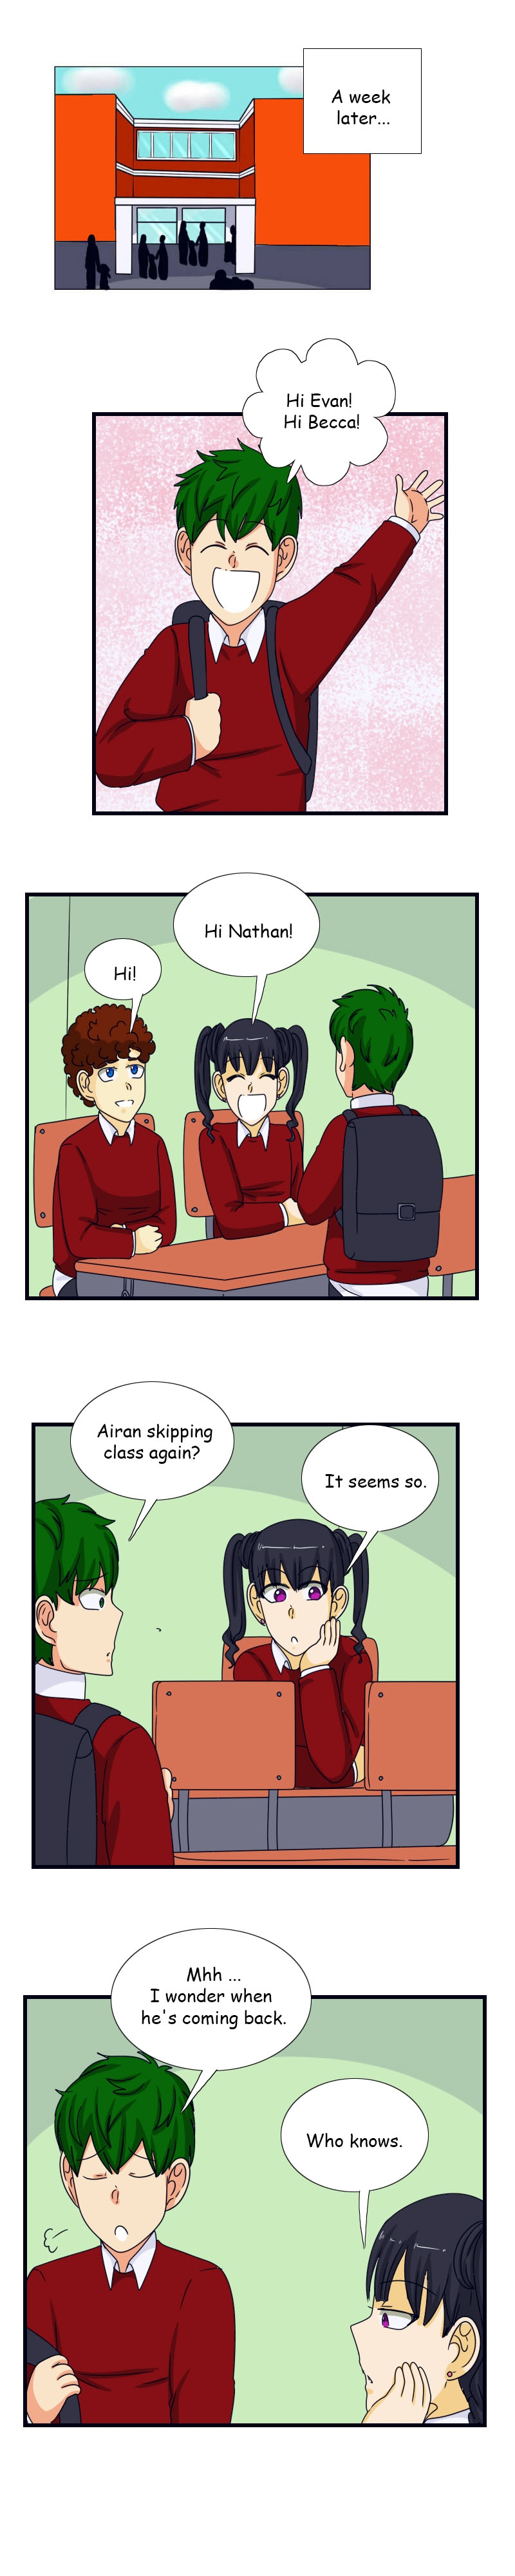 A week
later...
Hi Evan!
Hi Becca!
Hi Nathan!
Hi!
Airan skipping
class again?
It seems so.
Mhh ...
I wonder when
he's coming back.
Who knows.